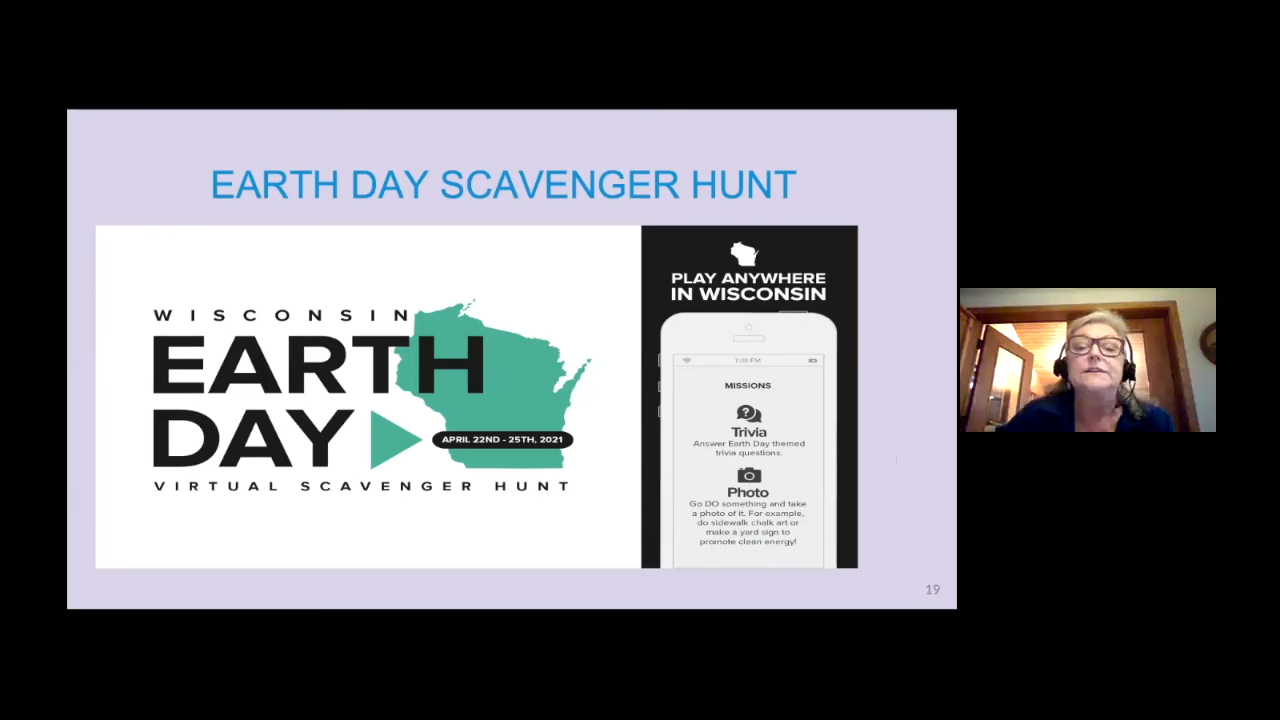 EARTH DAY SCAVENGER HUNT
WISCONSIN
EARTH
DAY
APRIL 22ND - 25TH, 2021
VIRTUAL SCAVENGER HUNT
PLAY ANYWHERE
IN WISCONSIN
1:00 PM
MISSIONS
Trivia
Answer Earth Day themed
trivia questions.
Photo
Go DO something and take
a photo of it. For example,
do sidewalk chalk art or
make a yard sign to
promote clean energy!
19